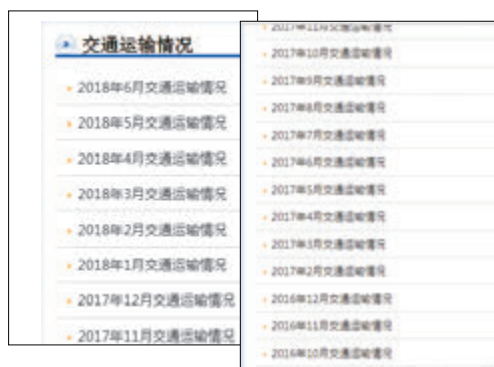 交通运输情况
2018年6月交通运输情况
2018年5月交通运输情况
2018年4月交通运输情况
2018年3月交通运输情况
2018年2月交通运输情况
2018年1月交通运输情况
2017年12月交通运输情况
2017年11月交通运输情况
2017年11月交通运输情况
2017年10月交通运输情况
2017年9月交通运输情况
2017年8月交通运输情况
2017年7月交通运输情况
2017年6月交通运输情况
2017年5月交通运输情况
2017年4月交通运输情况
2017年3月交通运输情况
2017年2月交通运输情况
2016年12月交通运输情况
2016年11月交通运输情况
2016年10月交通运输情况